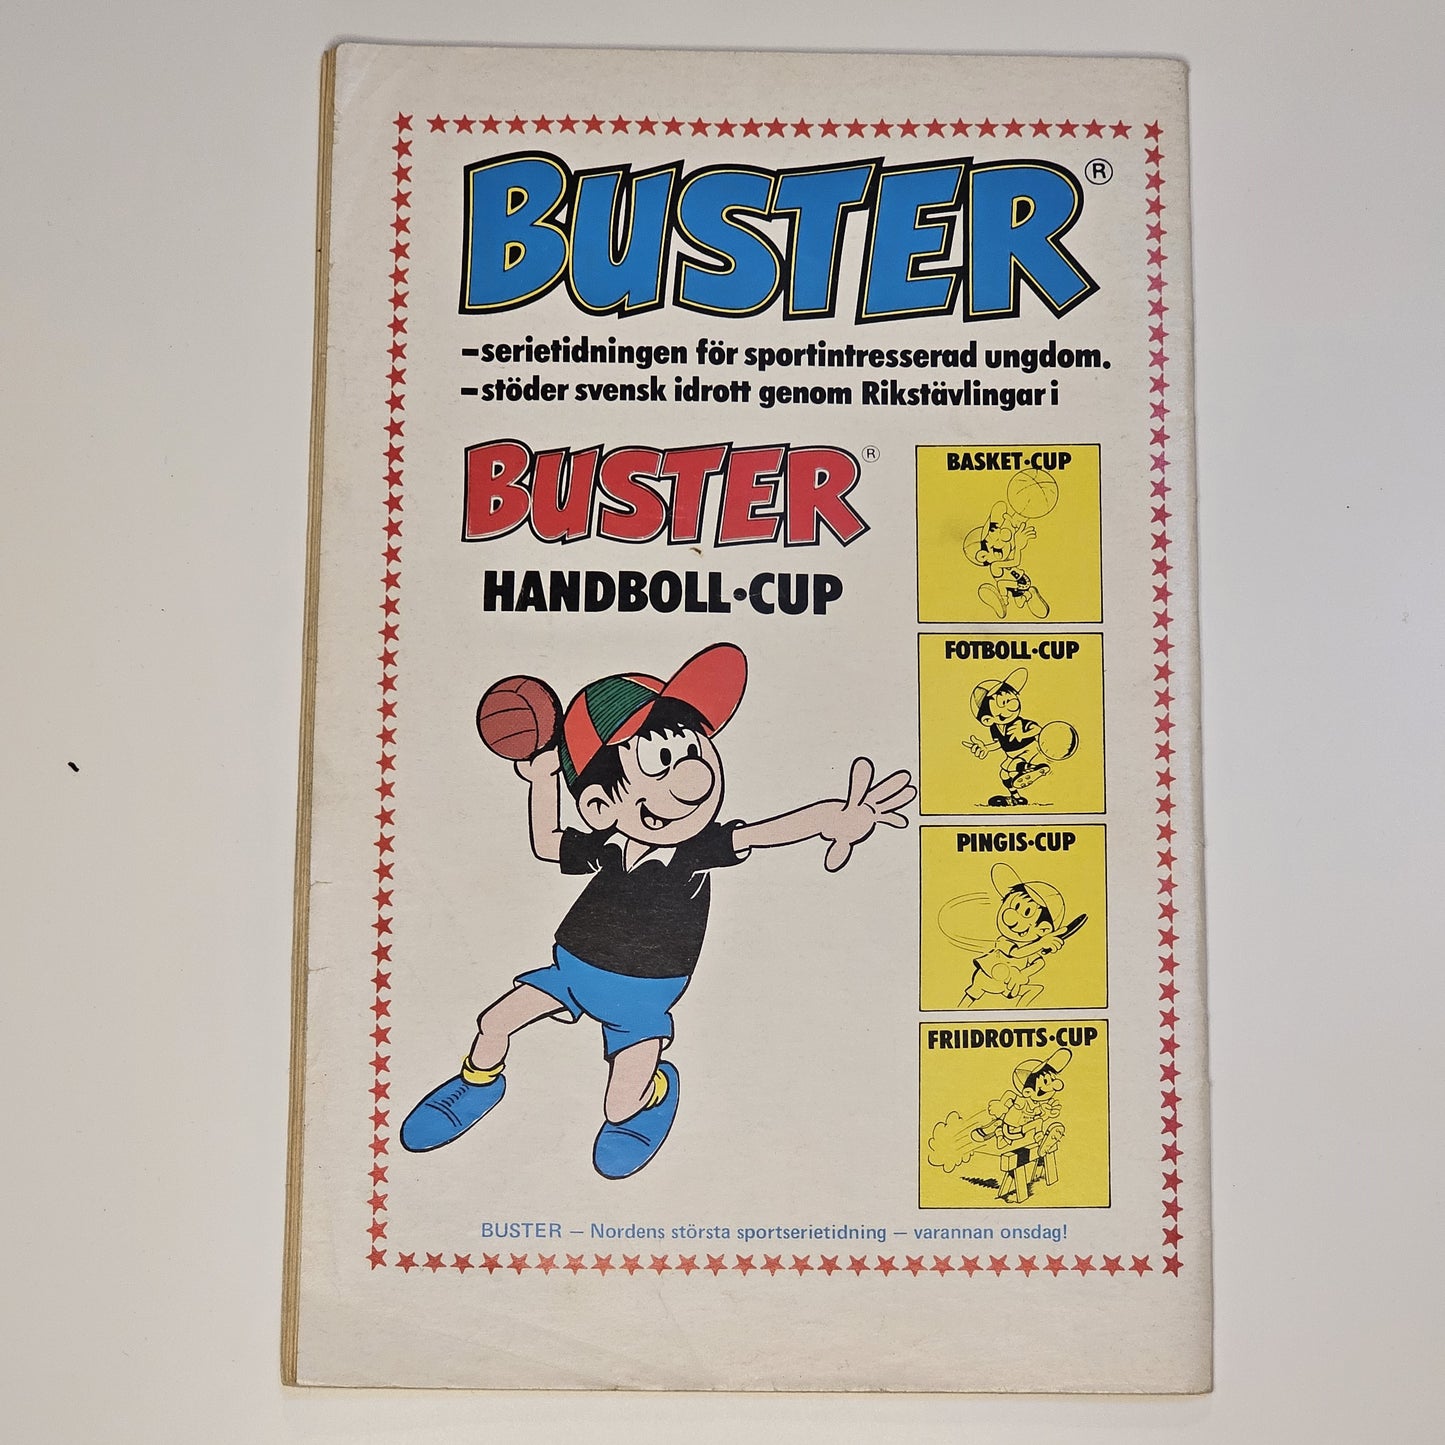 BUSTER®
–serietidningen för sportintresserad ungdom.
–stöder svensk idrott genom Rikstävlingar i
BUSTER®
HANDBOLL·CUP
BASKET·CUP
B
FOTBOLL·CUP
PINGIS·CUP
FRIIDROTTS·CUP
BUSTER – Nordens största sportserietidning – varannan onsdag!